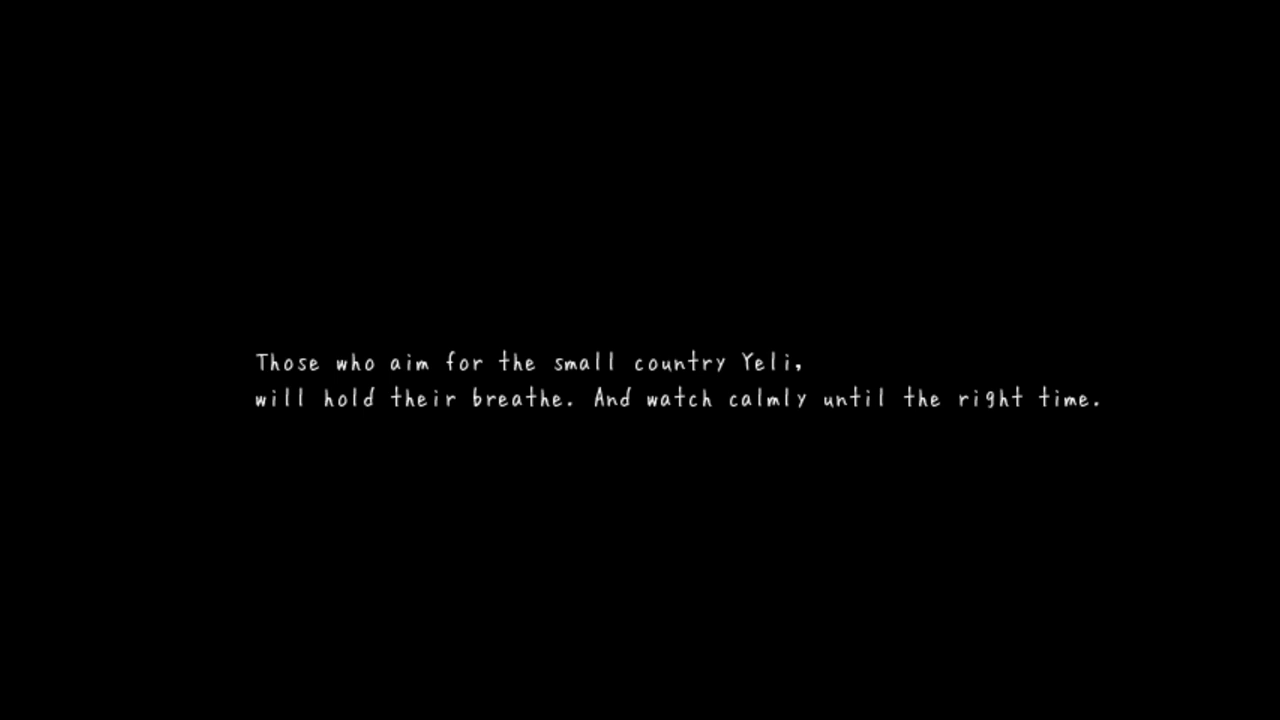 Those who aim for the small country Yeli,
will hold their breathe. And watch calmly until the right time.